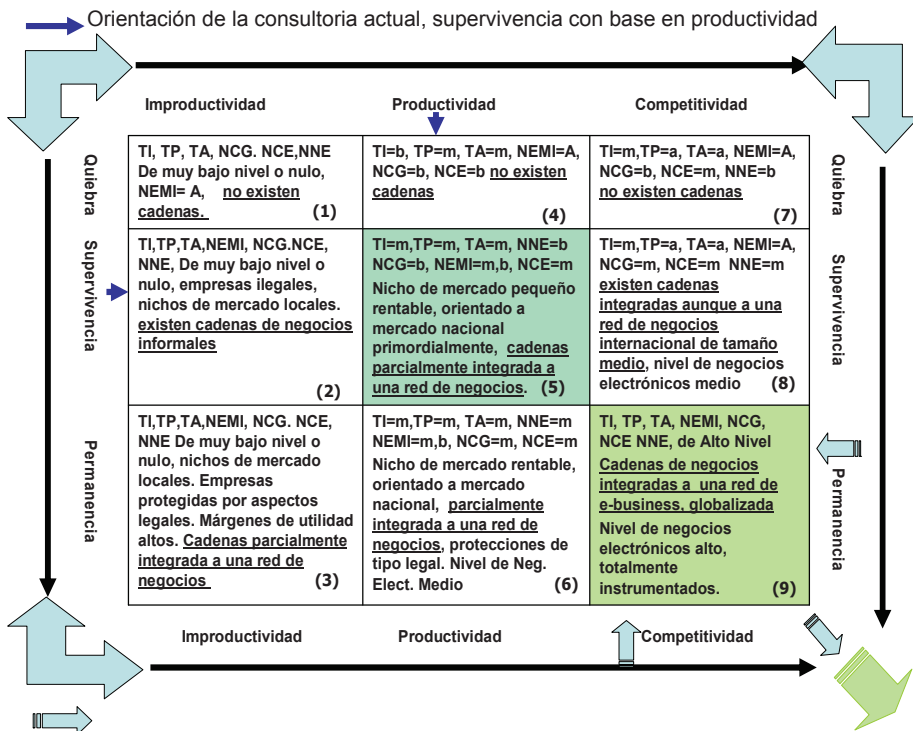 Orientación de la consultoria actual, supervivencia con base en productividad
Improductividad
Productividad
Competitividad
Quiebra
TI, TP, TA, NCG. NCE,NNE
De muy bajo nivel o nulo,
NEMI= A, no existen
cadenas.
(1)
TI=b, TP=m, TA=m, NEMI=A,
NCG=b, NCE=b no existen
cadenas
(4)
TI=m,TP=a, TA=a, NEMI=A,
NCG=b, NCE=m, NNE=b
no existen cadenas
(7)
Quiebra
Supervivencia
TI,TP,TA,NEMI, NCG.NCE,
NNE, De muy bajo nivel o
nulo, empresas ilegales,
nichos de mercado locales.
existen cadenas de negocios
informales
(2)
TI=m,TP=m, TA=m, NNE=b
NCG=b, NEMI=m,b, NCE=m
Nicho de mercado pequeño
rentable, orientado a
mercado nacional
primordialmente, cadenas
parcialmente integrada a
una red de negocios. (5)
TI=m,TP=a, TA=a, NEMI=A,
NCG=m, NCE=m NNE=m
existen cadenas
integradas aunque a una
red de negocios
internacional de tamaño
medio, nivel de negocios
electrónicos medio (8)
Supervivencia
Permanencia
TI,TP,TA,NEMI, NCG. NCE,
NNE De muy bajo nivel o
nulo, nichos de mercado
locales. Empresas
protegidas por aspectos
legales. Márgenes de utilidad
altos. Cadenas parcialmente
integrada a una red de
negocios (3)
TI=m,TP=m, TA=m, NNE=m
NEMI=m,b, NCG=m, NCE=m
Nicho de mercado rentable,
orientado a mercado
nacional, parcialmente
integrada a una red de
negocios, protecciones de
tipo legal. Nivel de Neg.
Elect. Medio (6)
TI, TP, TA, NEMI, NCG,
NCE NNE, de Alto Nivel
Cadenas de negocios
integradas a una red de
e-business, globalizada
Nivel de negocios
electrónicos alto,
totalmente
instrumentados. (9)
Permanencia
Improductividad
Productividad
Competitividad